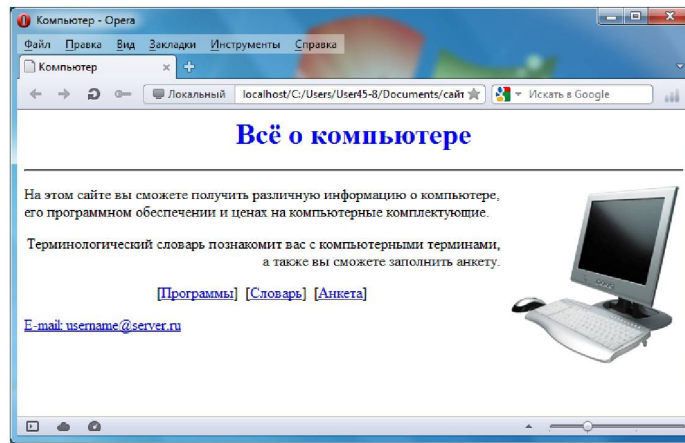 Компьютер - Opera
Файл Правка Вид Закладки Инструменты Справка
Компьютер
Локальный localhost/C:/Users/User45-8/Documents/сайт Искать в Google
Всё о компьютере
На этом сайте вы сможете получить различную информацию о компьютере,
его программном обеспечении и ценах на компьютерные комплектующие.
Терминологический словарь познакомит вас с компьютерными терминами,
а также вы сможете заполнить анкету.
[Программы] [Словарь] [Анкета]
E-mail: username@server.ru